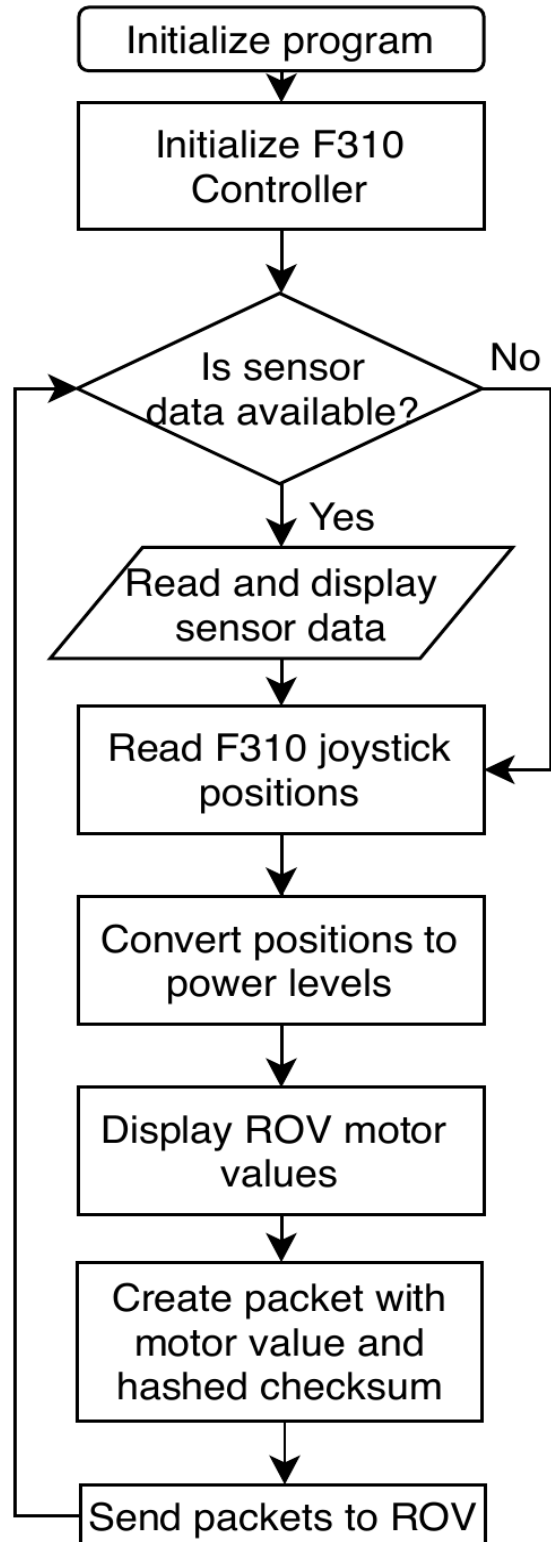 Initialize program
Initialize F310
Controller
Is sensor
data available?
No
Yes
Read and display
sensor data
Read F310 joystick
positions
Convert positions to
power levels
Display ROV motor
values
Create packet with
motor value and
hashed checksum
Send packets to ROV